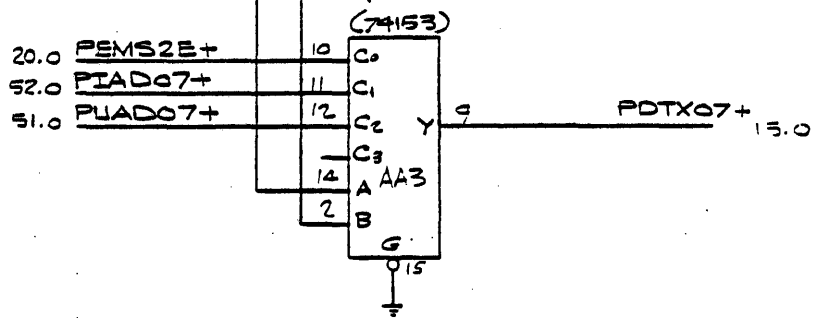 (74153)
20.0 PEMS2E+ 10 C0
52.0 PIAD07+ 11 C1
51.0 PUAD07+ 12 C2 Y 9 PDTX07+ 15.0
C3
14 A AA3
2 B
G
15